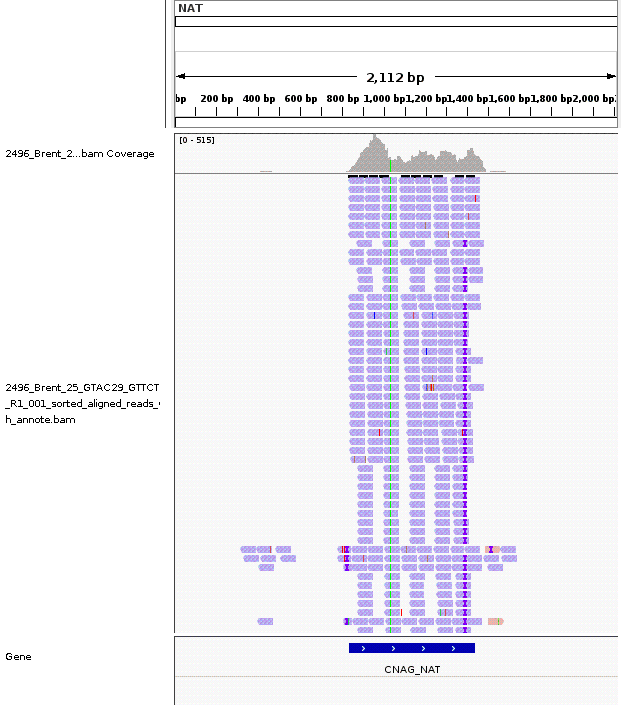 NAT
2,112 bp
bp 200 bp 400 bp 600 bp 800 bp 1,000 bp 1,200 bp 1,400 bp 1,600 bp 1,800 bp 2,000 bp
[0 - 515]
2496_Brent_2...bam Coverage
2496_Brent_25_GTAC29_GTTCT
_R1_001_sorted_aligned_reads_
h_annote.bam
Gene
CNAG_NAT